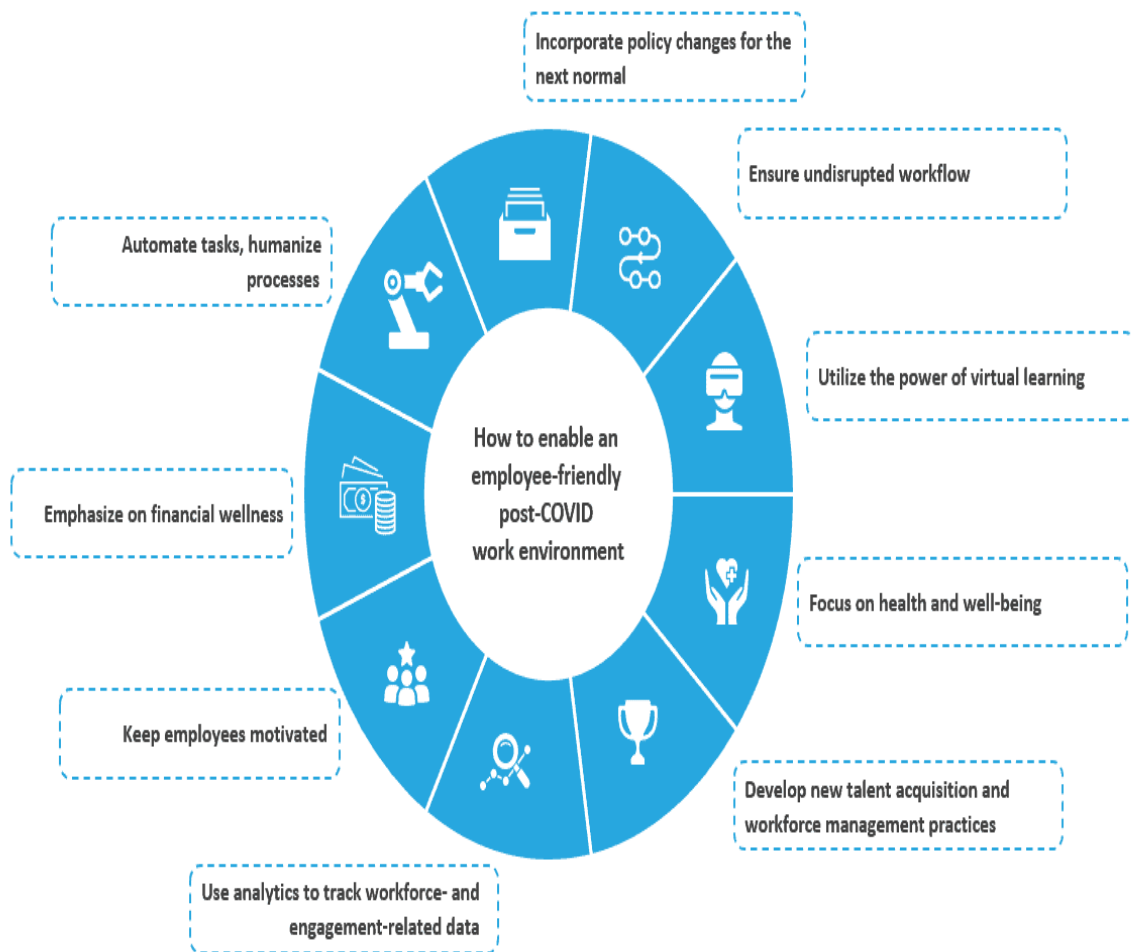 Incorporate policy changes for the
next normal
Ensure undisrupted workflow
Utilize the power of virtual learning
Focus on health and well-being
Develop new talent acquisition and
workforce management practices
Use analytics to track workforce- and
engagement-related data
Keep employees motivated
Emphasize on financial wellness
Automate tasks, humanize
processes
How to enable an
employee-friendly
post-COVID
work environment